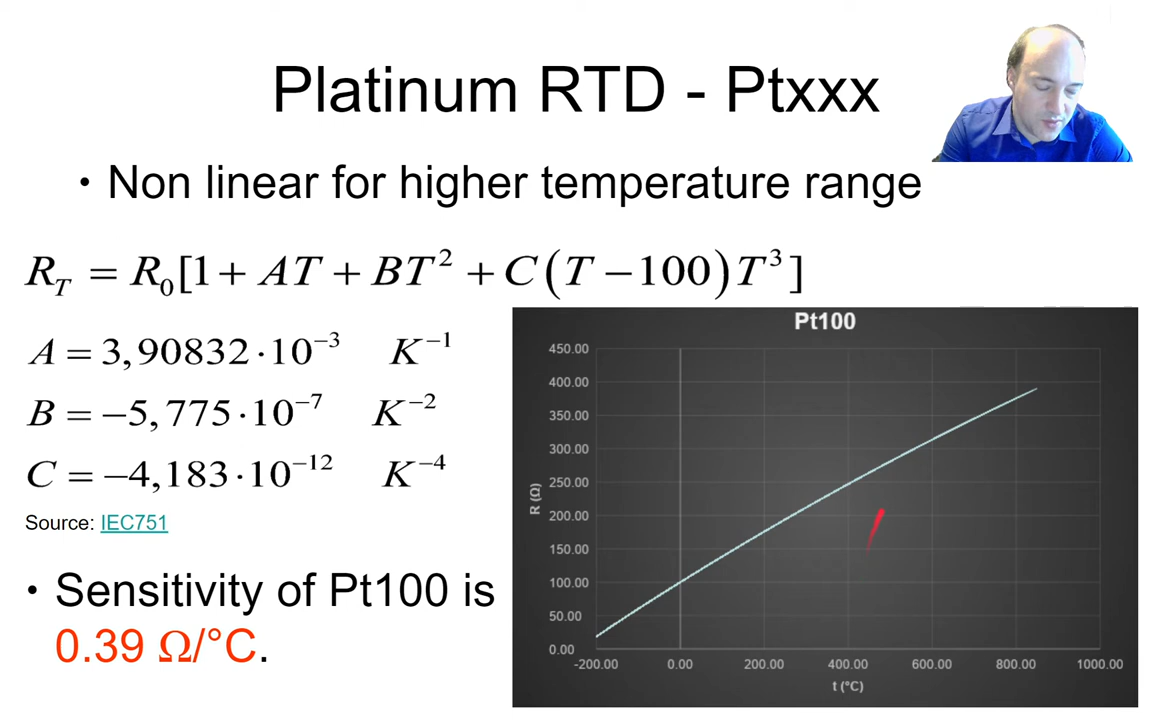 Platinum RTD - Ptxxx
• Non linear for higher temperature range
R_T = R_0[1 + AT + BT² + C(T − 100)T³]
A = 3,90832·10⁻³ K⁻¹
B = −5,775·10⁻⁷ K⁻²
C = −4,183·10⁻¹² K⁻⁴
Source: IEC751
• Sensitivity of Pt100 is
0.39 Ω/°C.
Pt100
450.00
400.00
350.00
300.00
250.00
200.00
150.00
100.00
50.00
0.00
R (Ω)
-200.00 0.00 200.00 400.00 600.00 800.00 1000.00
t (°C)